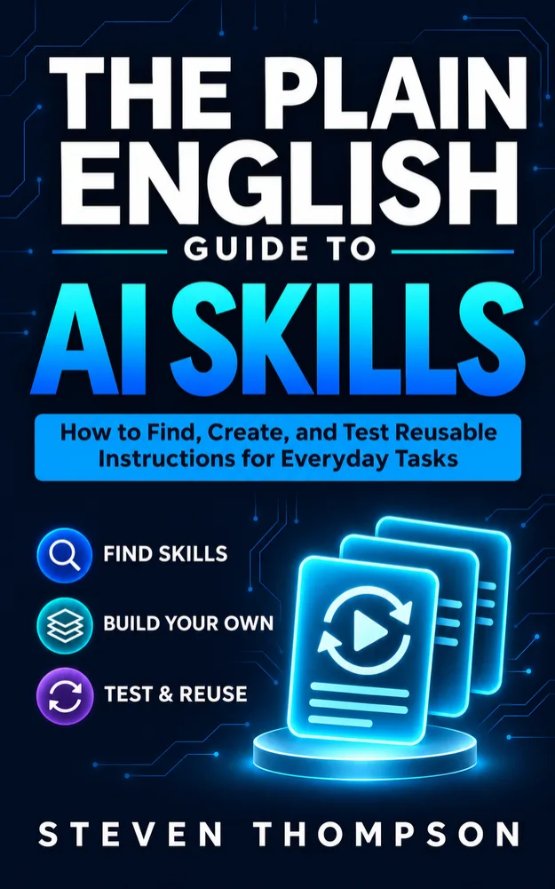 THE PLAIN
ENGLISH
GUIDE TO
AI SKILLS
How to Find, Create, and Test Reusable
Instructions for Everyday Tasks
FIND SKILLS
BUILD YOUR OWN
TEST & REUSE
STEVEN THOMPSON